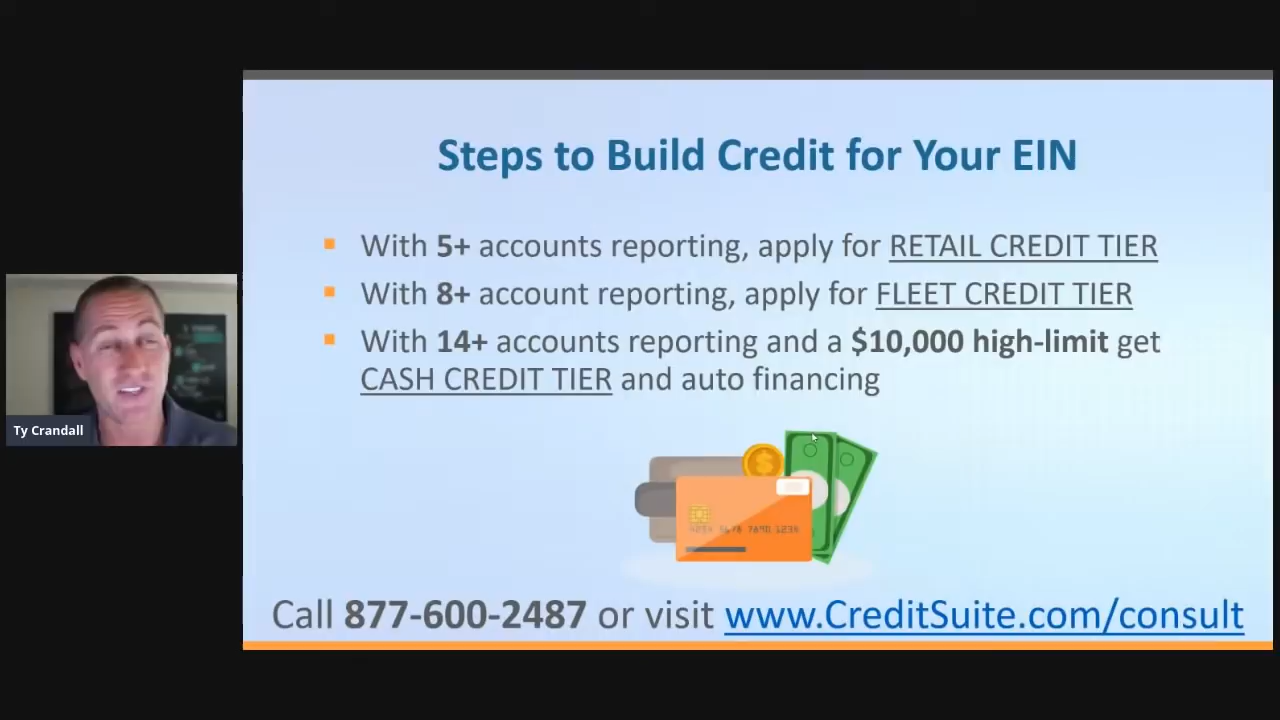 Steps to Build Credit for Your EIN
With 5+ accounts reporting, apply for RETAIL CREDIT TIER
With 8+ account reporting, apply for FLEET CREDIT TIER
With 14+ accounts reporting and a $10,000 high-limit get
CASH CREDIT TIER and auto financing
Ty Crandall
Call 877-600-2487 or visit www.CreditSuite.com/consult